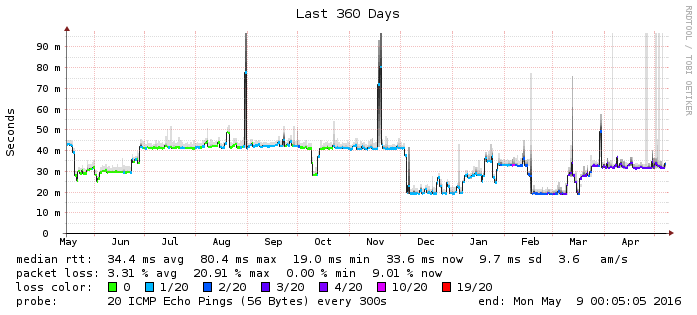 Last 360 Days
RRDTOOL / TOBI OETIKER
Seconds
90 m
80 m
70 m
60 m
50 m
40 m
30 m
20 m
10 m
0
May Jun Jul Aug Sep Oct Nov Dec Jan Feb Mar Apr
median rtt: 34.4 ms avg 80.4 ms max 19.0 ms min 33.6 ms now 9.7 ms sd 3.6 am/s
packet loss: 3.31 % avg 20.91 % max 0.00 % min 9.01 % now
loss color: 0 1/20 2/20 3/20 4/20 10/20 19/20
probe: 20 ICMP Echo Pings (56 Bytes) every 300s end: Mon May 9 00:05:05 2016